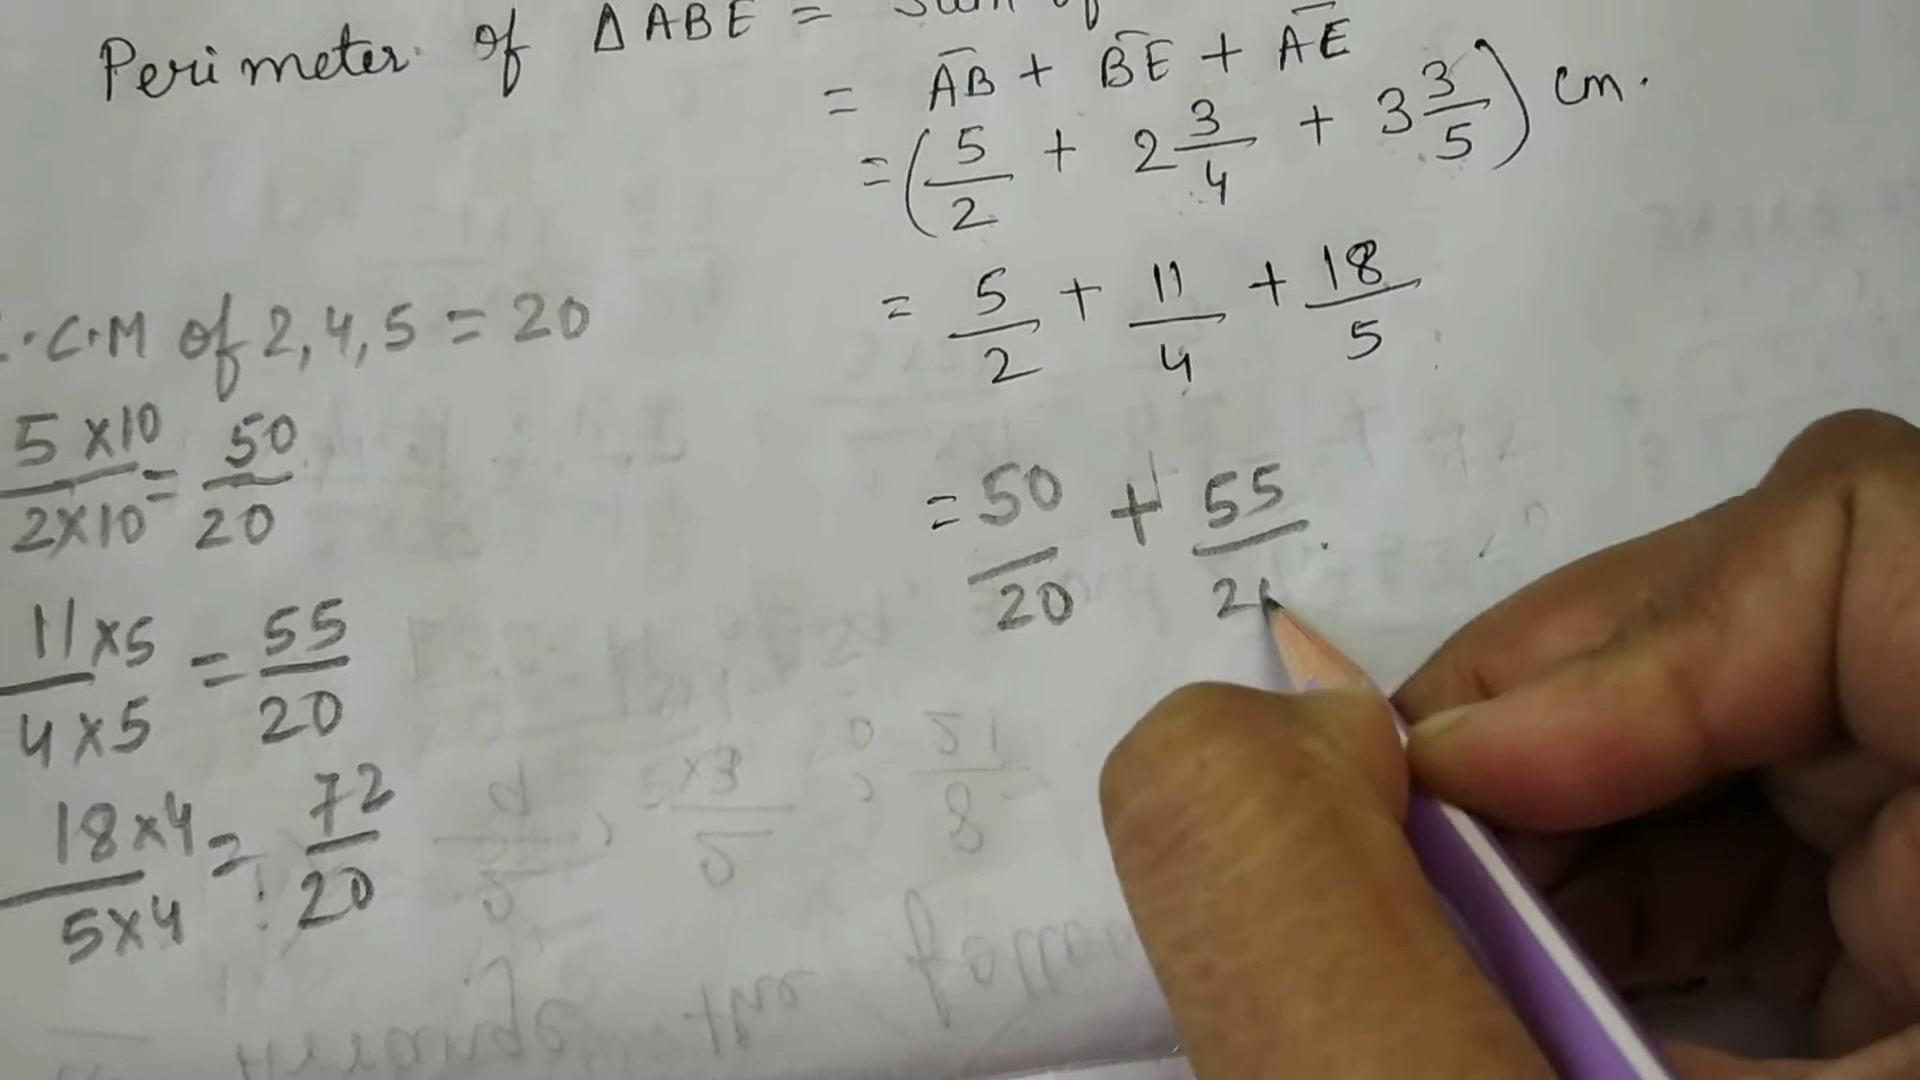 Perimeter of ΔABE = Sum of
= AB + BE + AE
= (5/2 + 2 3/4 + 3 3/5) cm.
= 5/2 + 11/4 + 18/5
= 50/20 + 55/2
.C.M of 2, 4, 5 = 20
5×10/2×10 = 50/20
11×5/4×5 = 55/20
18×4/5×4 = 72/20